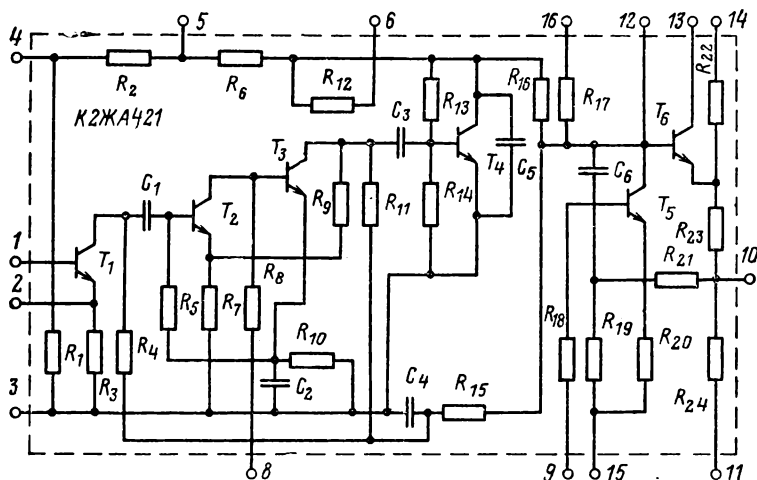 5 6 16 12 13 14
4
R2 R6 R12 R13 R16 R17 R22
К2ЖА421
T3 C3 T4 C5 T6
C1 T2 R9 R11 R14 C6 T5
1 T1 R23
R8 R21 10
2
R5 R7 R18 R19 R20
R1 R3 R4 R10
C2 C4 R15 R24
3
8 9 15 11